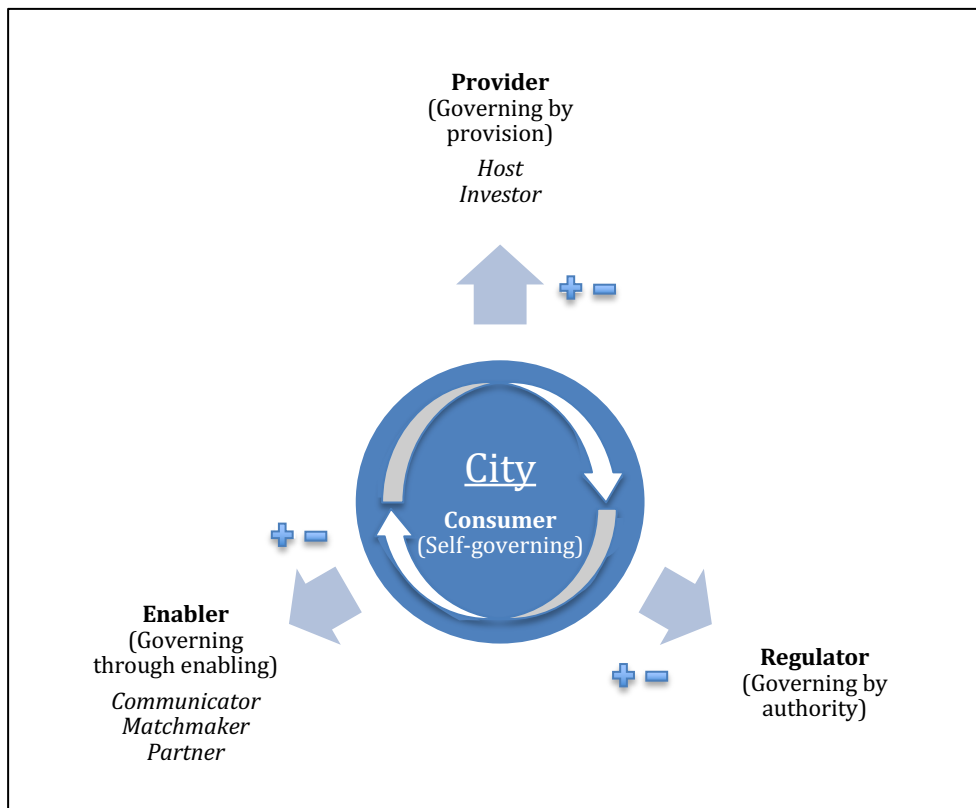 Provider
(Governing by
provision)
Host
Investor
City
Consumer
(Self-governing)
Enabler
(Governing
through enabling)
Communicator
Matchmaker
Partner
Regulator
(Governing by
authority)